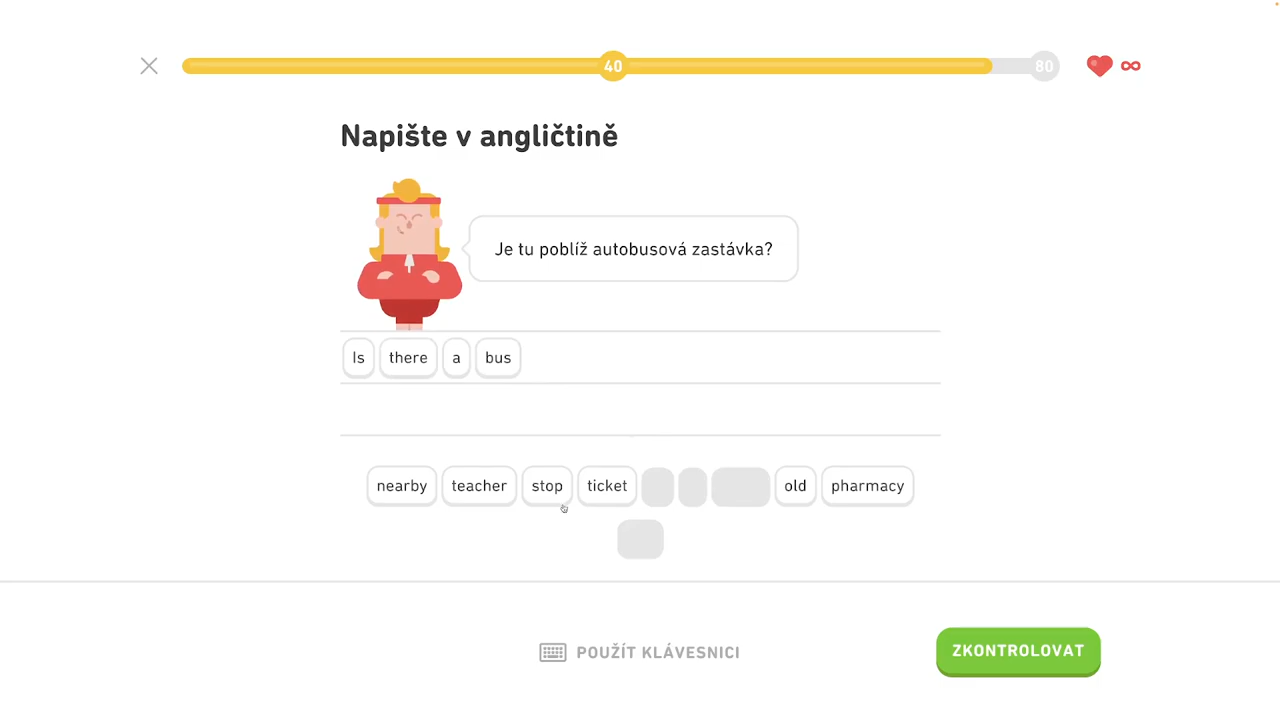 40
80
∞
Napište v angličtině
Je tu poblíž autobusová zastávka?
Is there a bus
nearby teacher stop ticket old pharmacy
POUŽÍT KLÁVESNICI
ZKONTROLOVAT